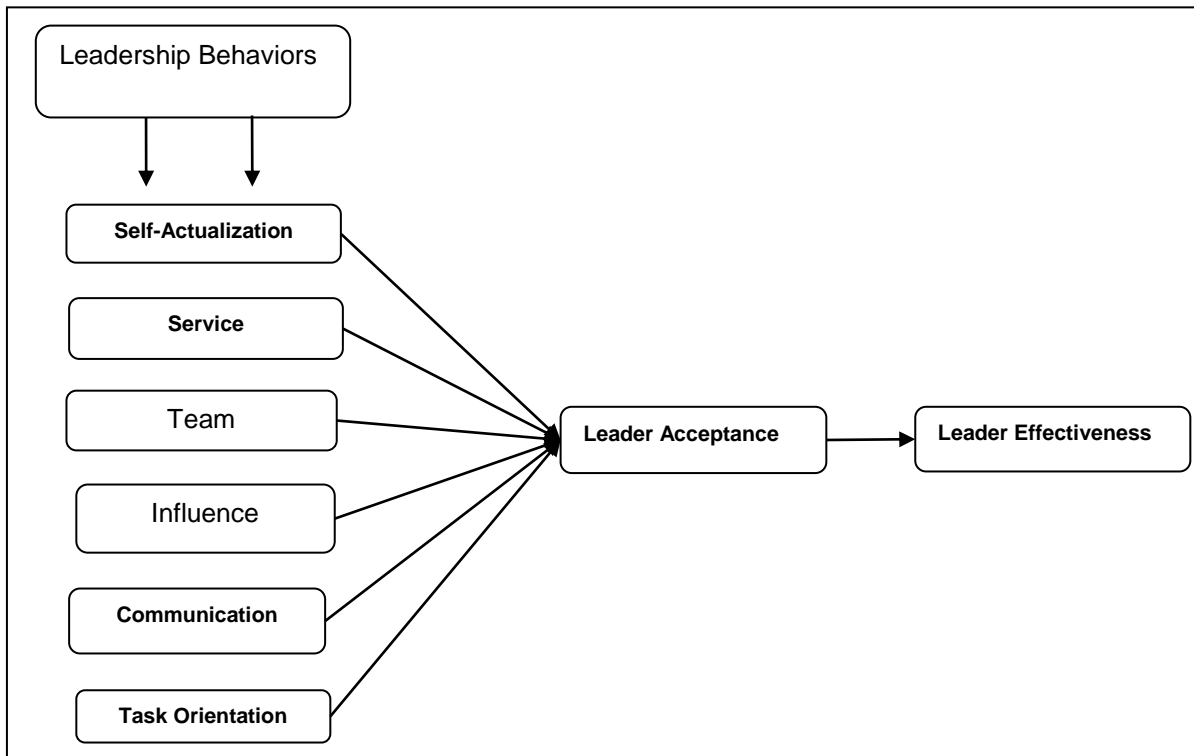 Leadership Behaviors
Self-Actualization
Service
Team
Influence
Communication
Task Orientation
Leader Acceptance
Leader Effectiveness